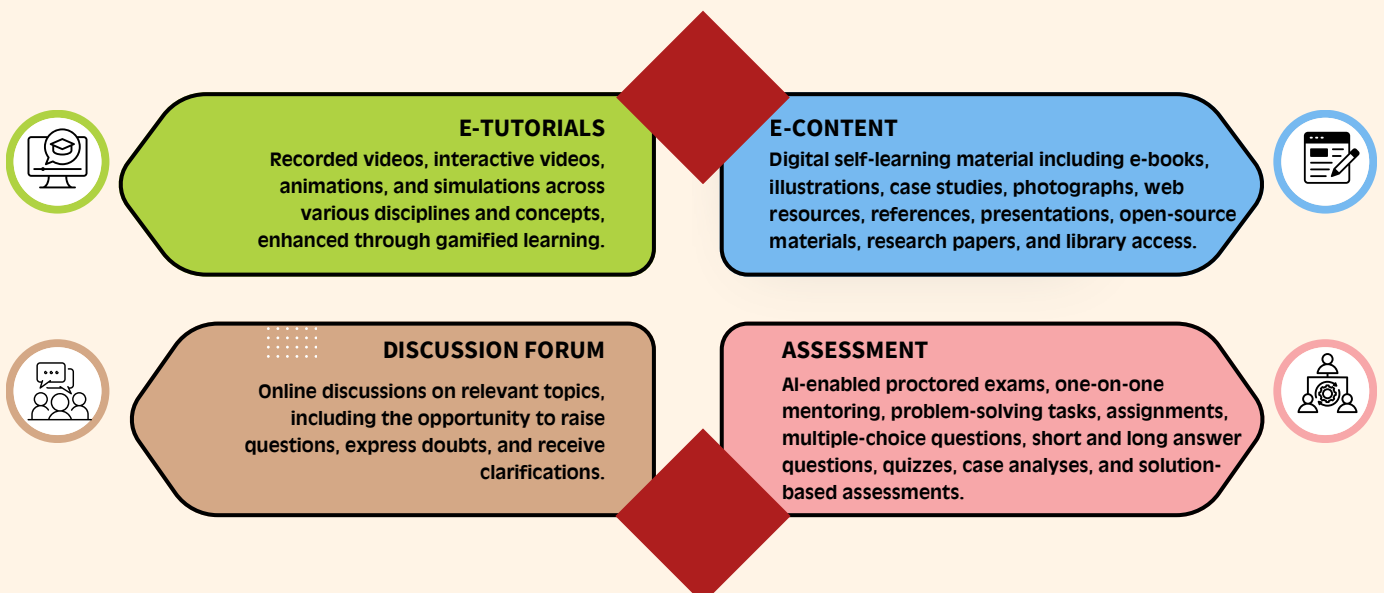 E-TUTORIALS
Recorded videos, interactive videos,
animations, and simulations across
various disciplines and concepts,
enhanced through gamified learning.
E-CONTENT
Digital self-learning material including e-books,
illustrations, case studies, photographs, web
resources, references, presentations, open-source
materials, research papers, and library access.
DISCUSSION FORUM
Online discussions on relevant topics,
including the opportunity to raise
questions, express doubts, and receive
clarifications.
ASSESSMENT
AI-enabled proctored exams, one-on-one
mentoring, problem-solving tasks, assignments,
multiple-choice questions, short and long answer
questions, quizzes, case analyses, and solution-
based assessments.